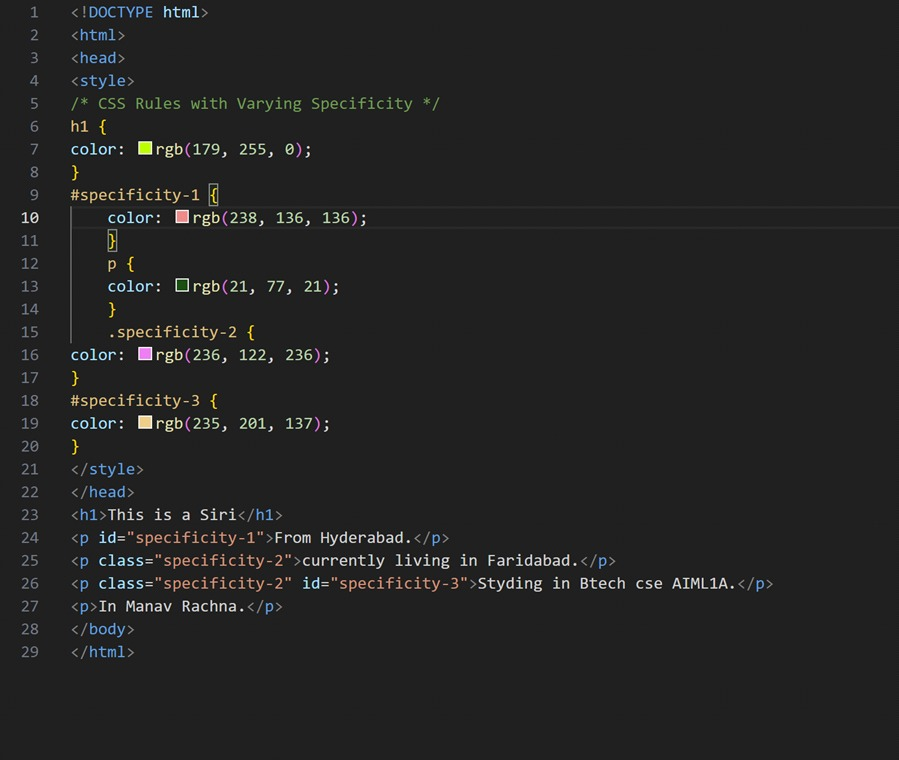 1 <!DOCTYPE html>
2 <html>
3 <head>
4 <style>
5 /* CSS Rules with Varying Specificity */
6 h1 {
7 color: rgb(179, 255, 0);
8 }
9 #specificity-1 {
10 color: rgb(238, 136, 136);
11 }
12 p {
13 color: rgb(21, 77, 21);
14 }
15 .specificity-2 {
16 color: rgb(236, 122, 236);
17 }
18 #specificity-3 {
19 color: rgb(235, 201, 137);
20 }
21 </style>
22 </head>
23 <h1>This is a Siri</h1>
24 <p id="specificity-1">From Hyderabad.</p>
25 <p class="specificity-2">currently living in Faridabad.</p>
26 <p class="specificity-2" id="specificity-3">Styding in Btech cse AIML1A.</p>
27 <p>In Manav Rachna.</p>
28 </body>
29 </html>